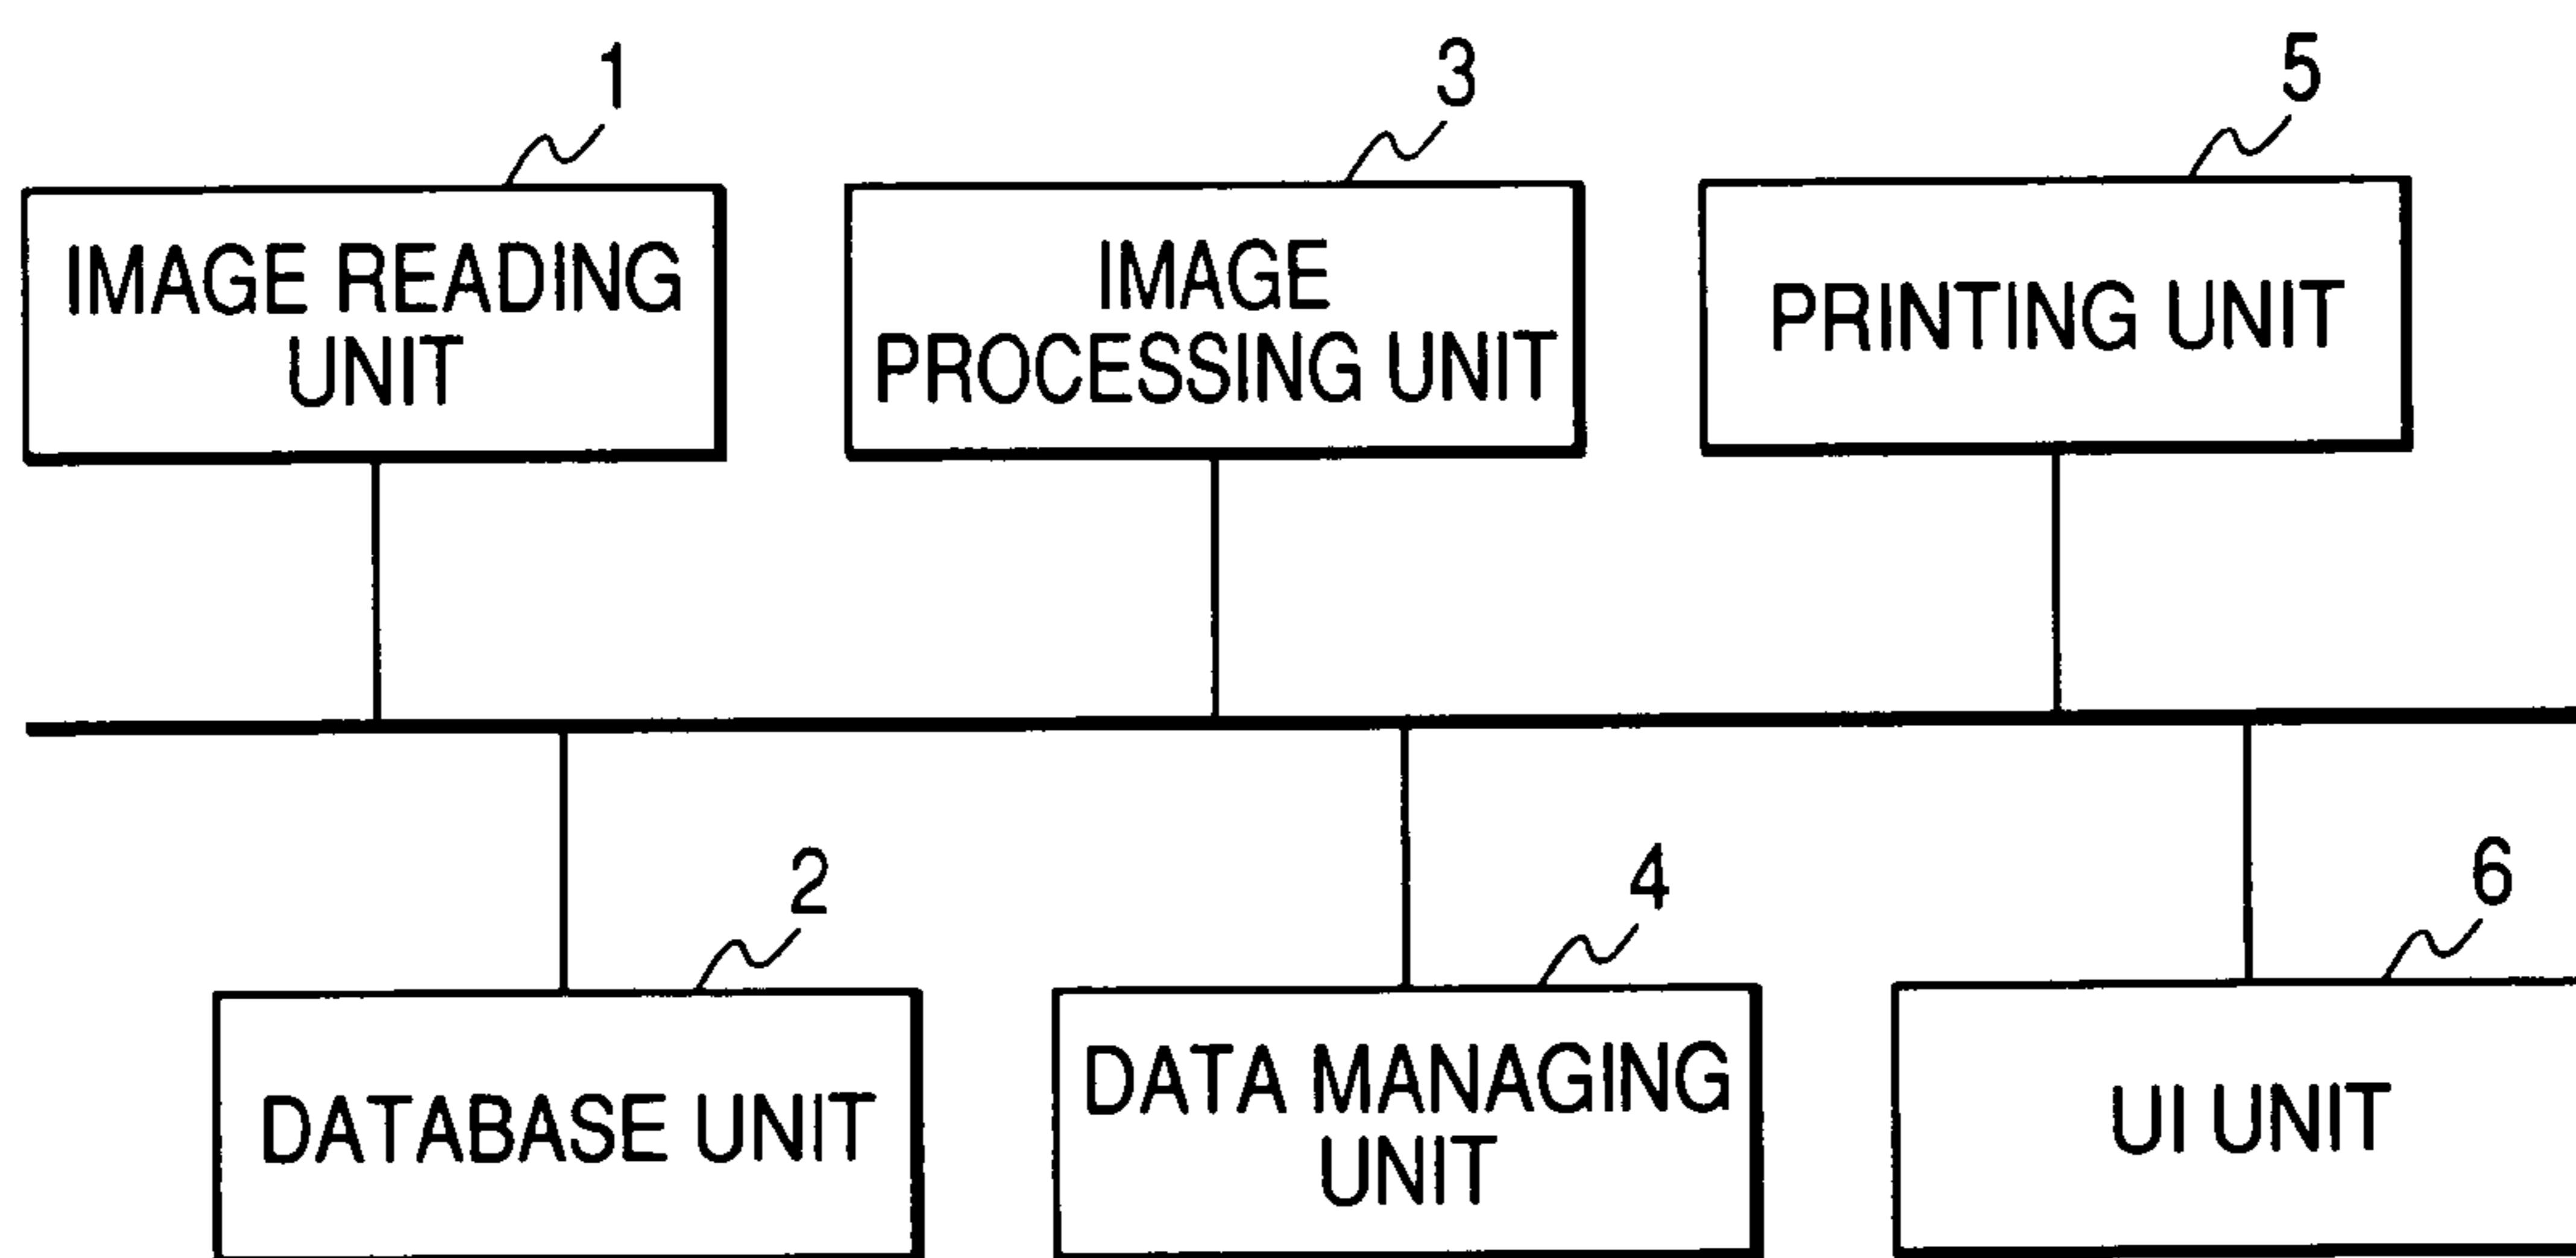 1
IMAGE READING
UNIT
3
IMAGE
PROCESSING UNIT
5
PRINTING UNIT
2
DATABASE UNIT
4
DATA MANAGING
UNIT
6
UI UNIT